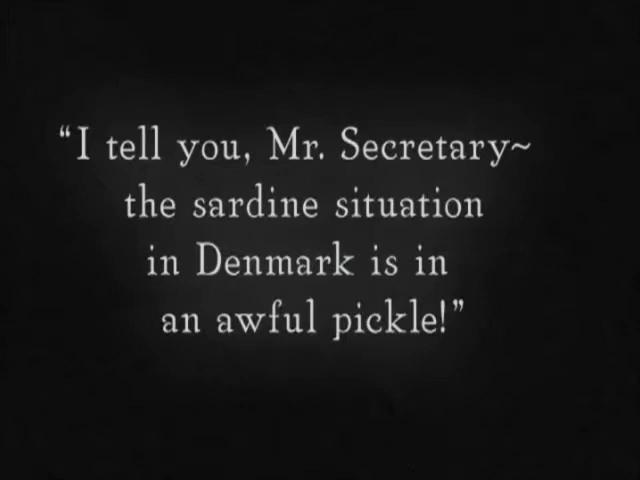 “I tell you, Mr. Secretary~
the sardine situation
in Denmark is in
an awful pickle!”